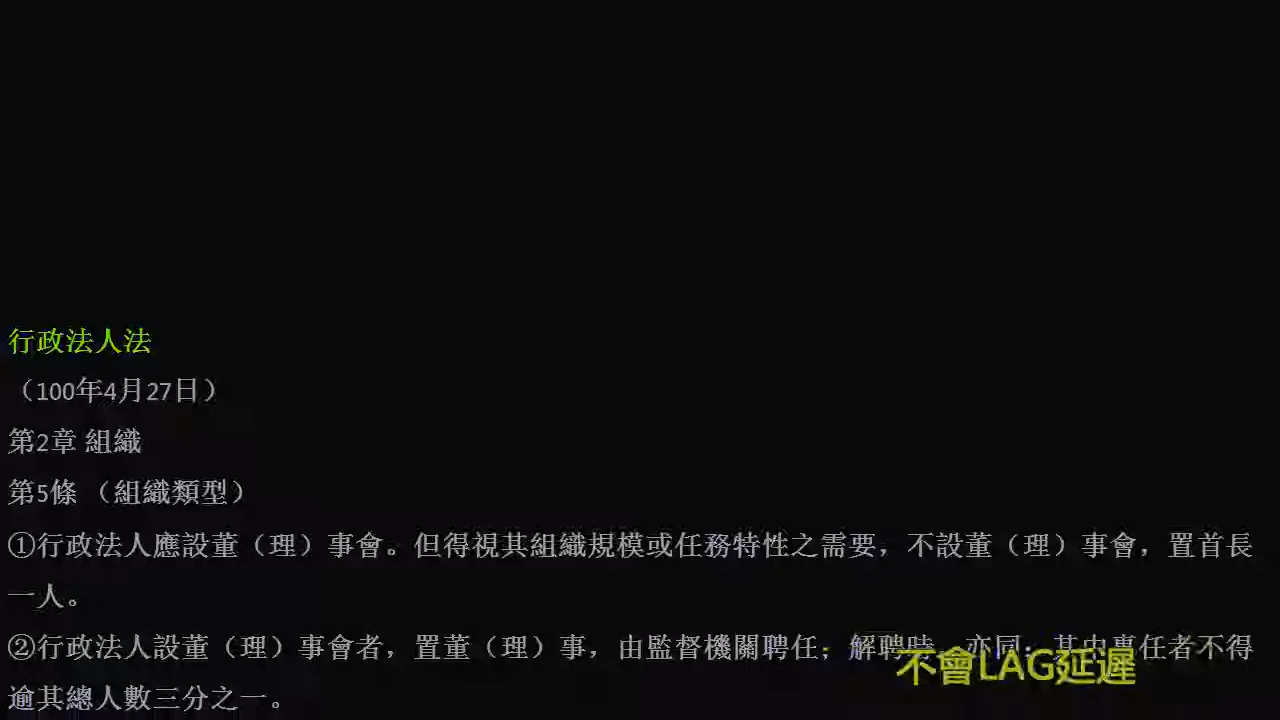 行政法人法
（100年4月27日）
第2章 組織
第5條 （組織類型）
①行政法人應設董（理）事會。但得視其組織規模或任務特性之需要，不設董（理）事會，置首長
一人。
②行政法人設董（理）事會者，置董（理）事，由監督機關聘任；解聘時，亦同；其中專任者不得
逾其總人數三分之一。
不會LAG延遲